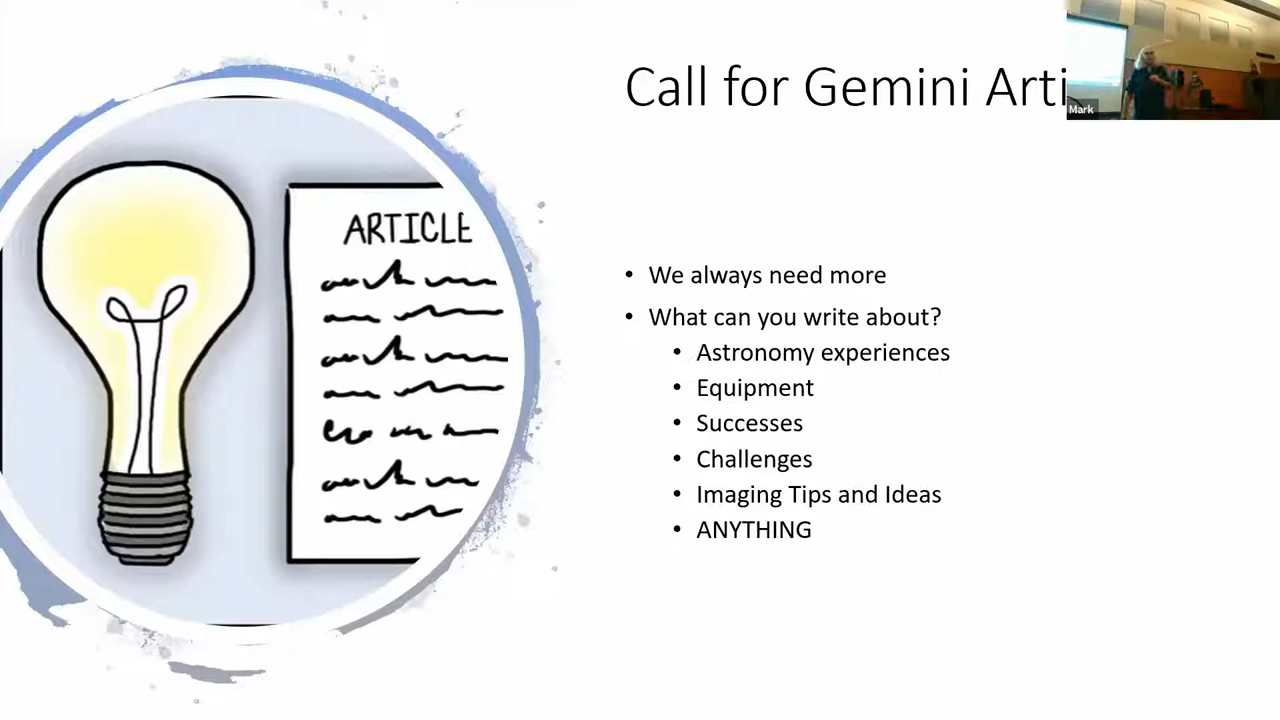 Call for Gemini Arti
Mark
ARTICLE
• We always need more
• What can you write about?
• Astronomy experiences
• Equipment
• Successes
• Challenges
• Imaging Tips and Ideas
• ANYTHING